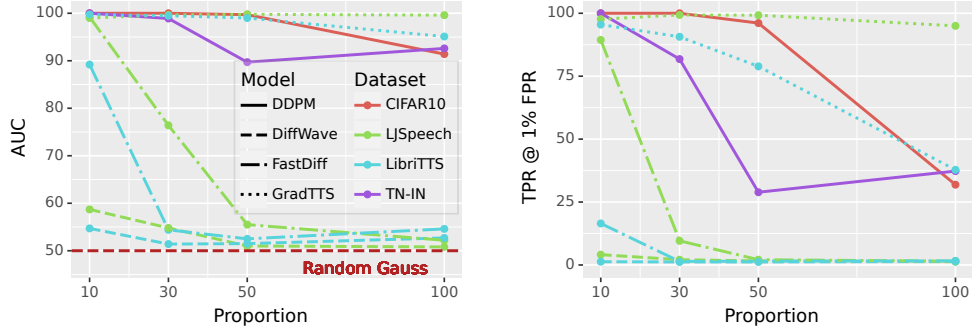 100
90
80
70
60
50
AUC
Model
DDPM
DiffWave
FastDiff
GradTTS
Dataset
CIFAR10
LJSpeech
LibriTTS
TN-IN
Random Gauss
10
30
50
100
Proportion
100
75
50
25
0
TPR @ 1% FPR
10
30
50
100
Proportion